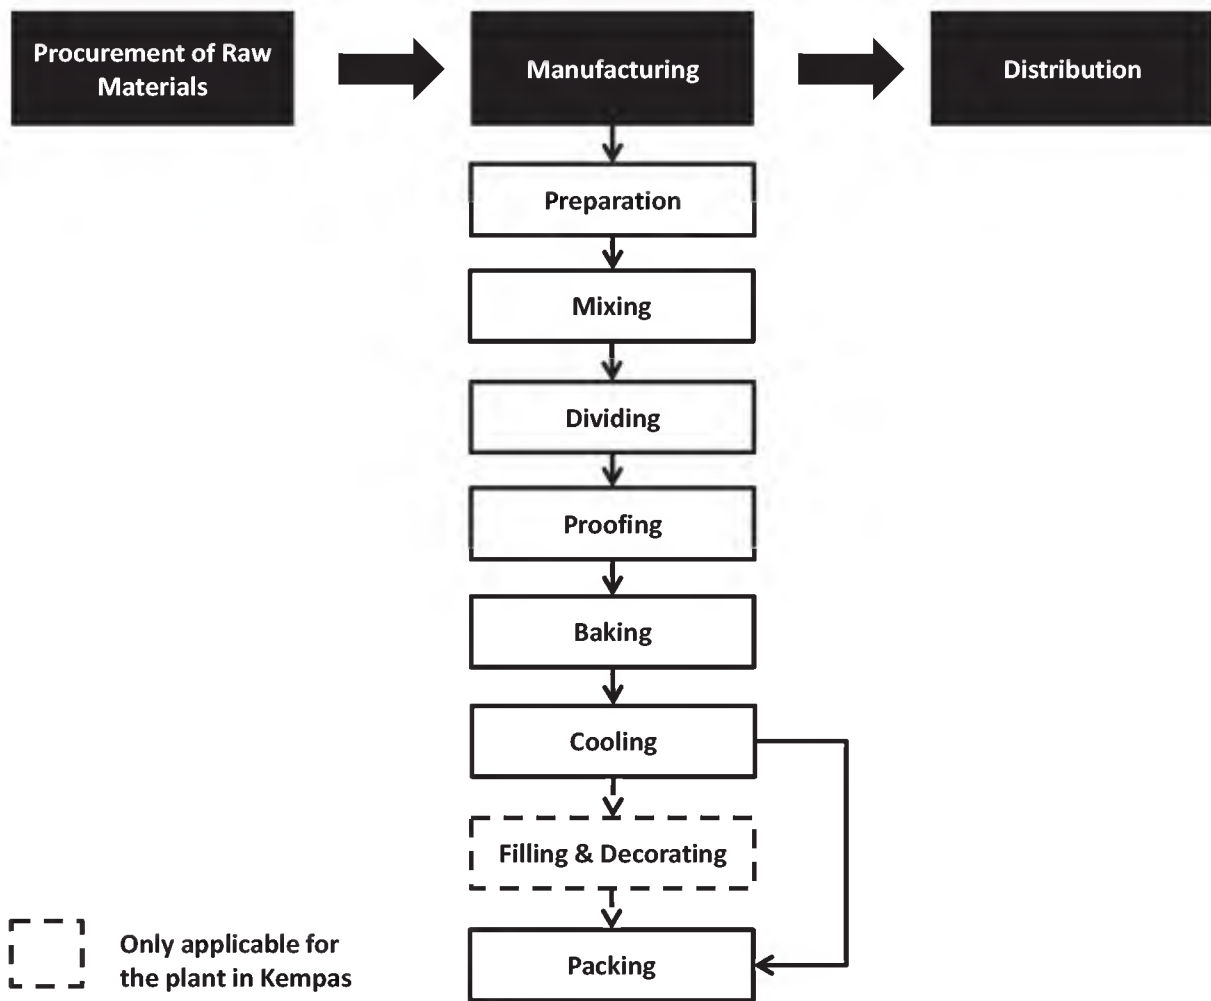 Procurement of Raw
Materials
Manufacturing
Distribution
Preparation
Mixing
Dividing
Proofing
Baking
Cooling
Filling & Decorating
Packing
Only applicable for
the plant in Kempas